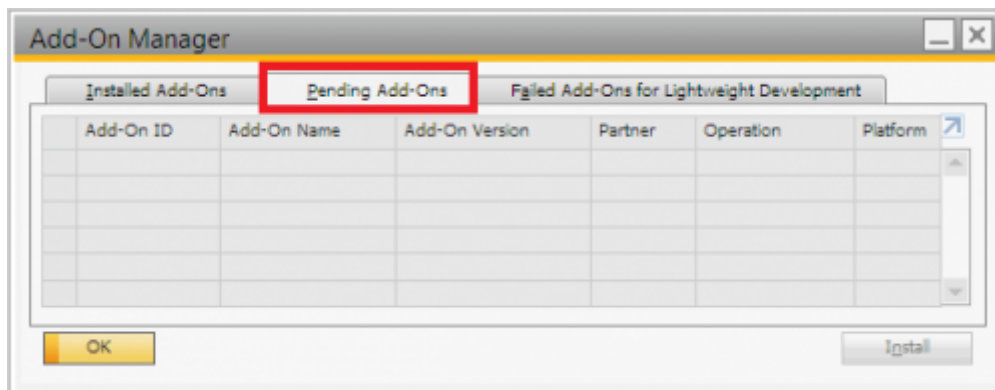 Add-On Manager
Installed Add-Ons Pending Add-Ons Failed Add-Ons for Lightweight Development
Add-On ID Add-On Name Add-On Version Partner Operation Platform
OK Install